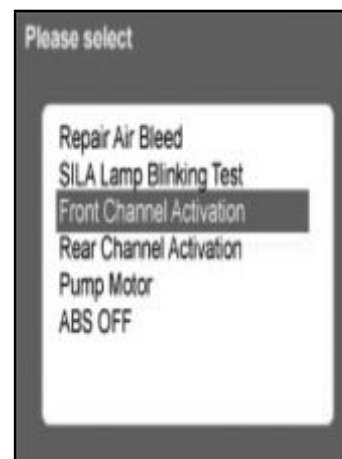 Please select
Repair Air Bleed
SILA Lamp Blinking Test
Front Channel Activation
Rear Channel Activation
Pump Motor
ABS OFF